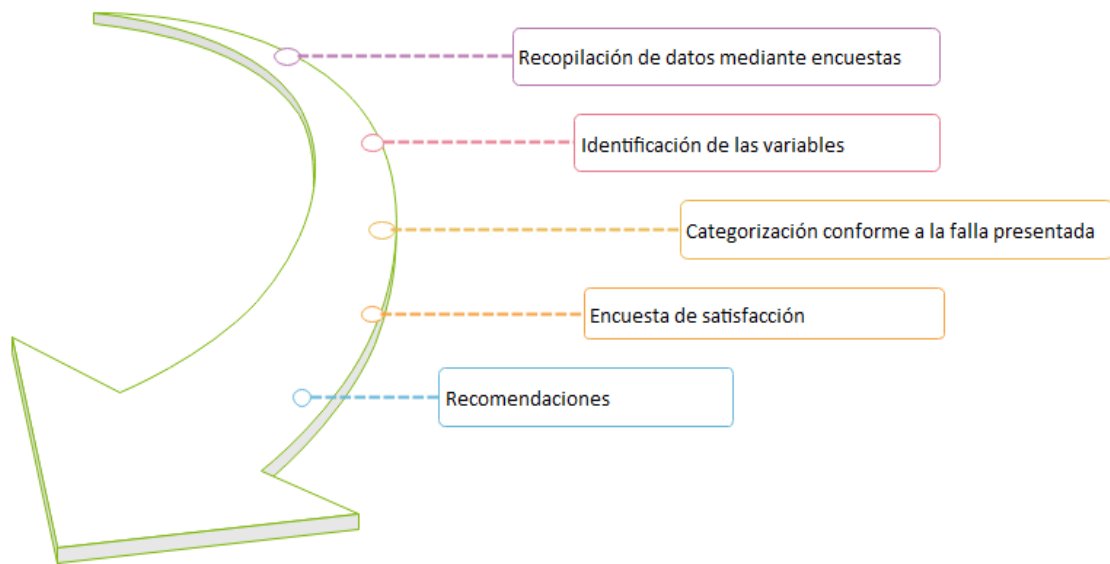 Recopilación de datos mediante encuestas
Identificación de las variables
Categorización conforme a la falla presentada
Encuesta de satisfacción
Recomendaciones